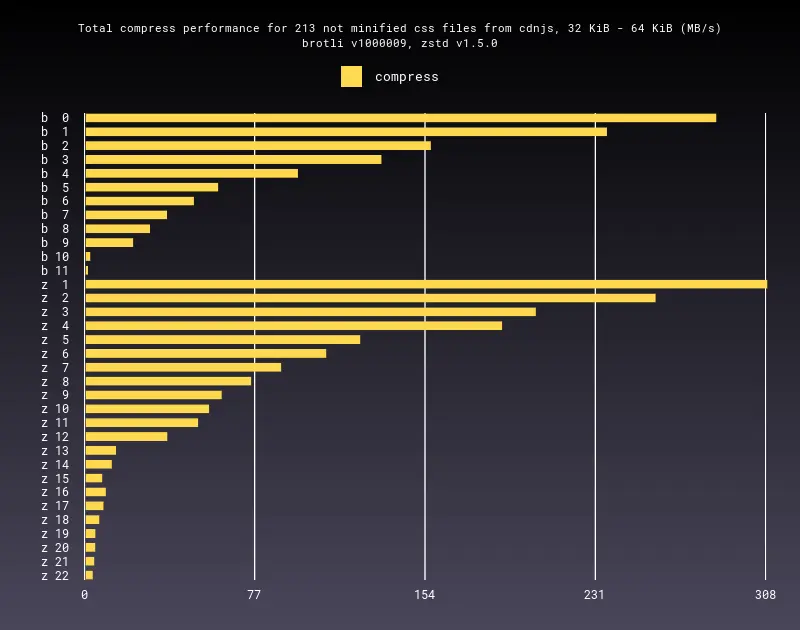 Total compress performance for 213 not minified css files from cdnjs, 32 KiB - 64 KiB (MB/s)
brotli v1000009, zstd v1.5.0
compress
b 0
b 1
b 2
b 3
b 4
b 5
b 6
b 7
b 8
b 9
b 10
b 11
z 1
z 2
z 3
z 4
z 5
z 6
z 7
z 8
z 9
z 10
z 11
z 12
z 13
z 14
z 15
z 16
z 17
z 18
z 19
z 20
z 21
z 22
0 77 154 231 308